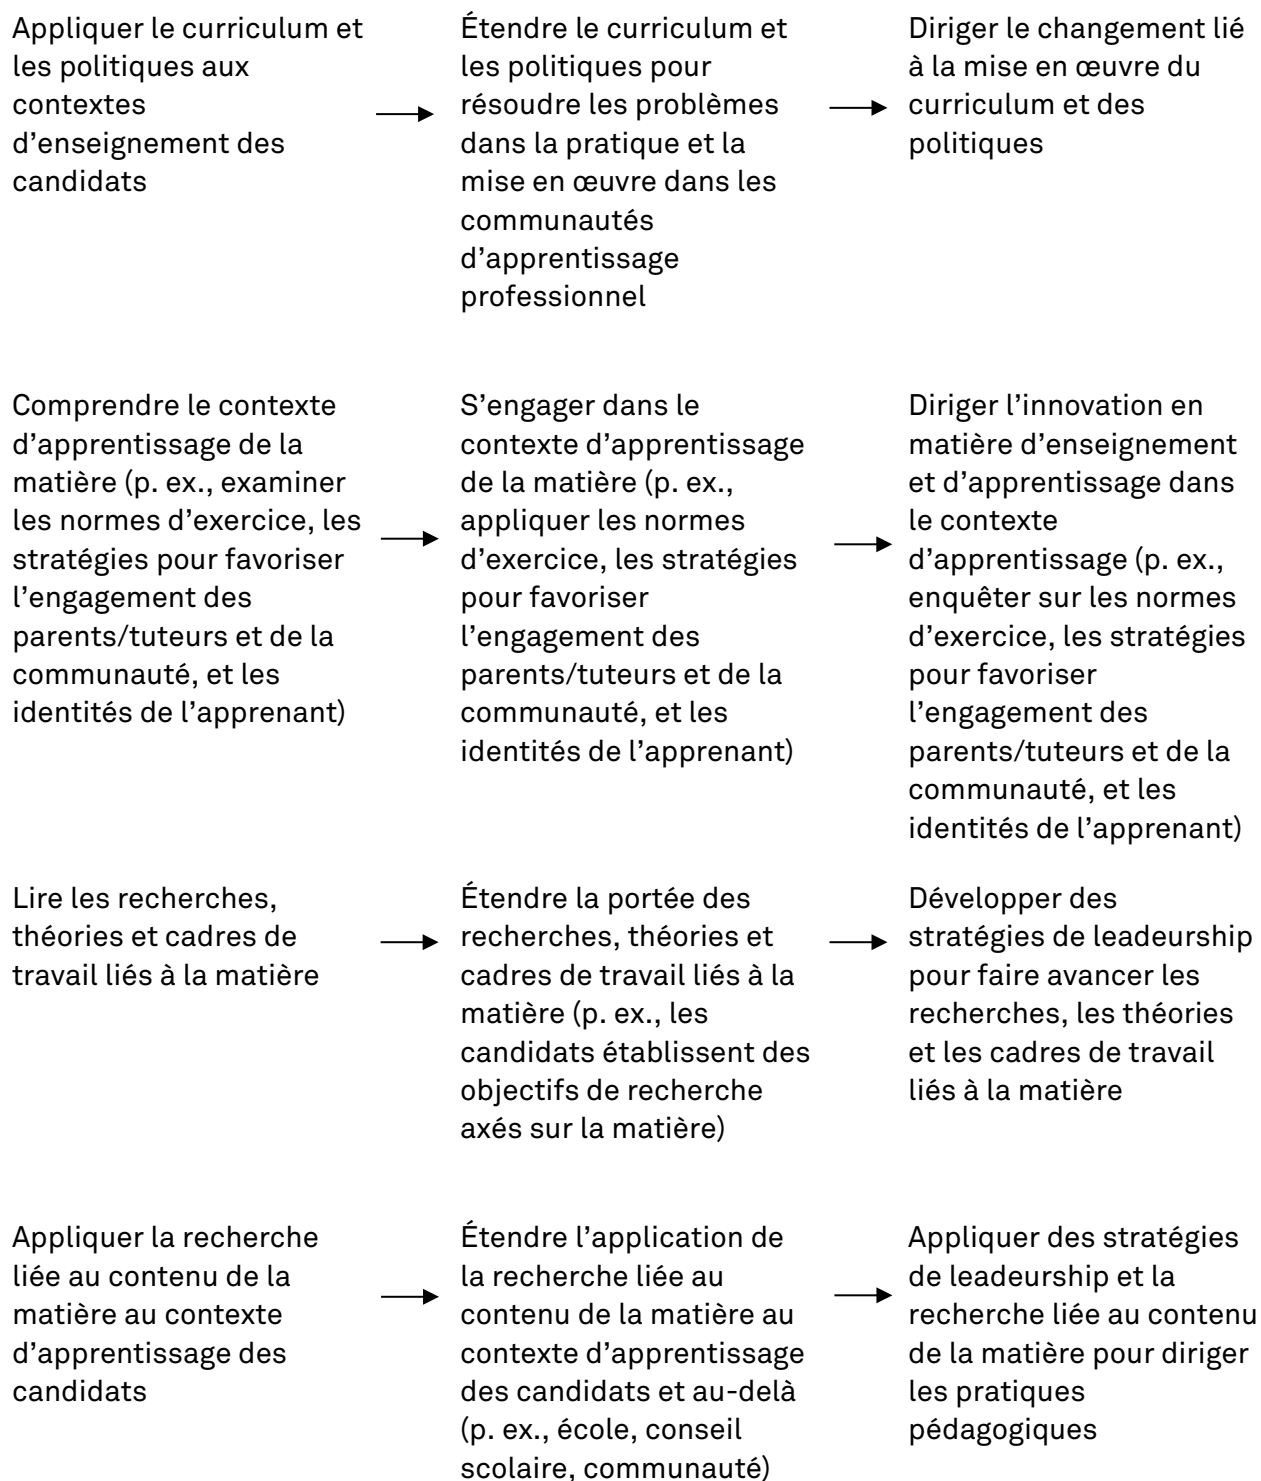 Appliquer le curriculum et
les politiques aux
contextes
d’enseignement des
candidats
Étendre le curriculum et
les politiques pour
résoudre les problèmes
dans la pratique et la
mise en œuvre dans les
communautés
d’apprentissage
professionnel
Diriger le changement lié
à la mise en œuvre du
curriculum et des
politiques
Comprendre le contexte
d’apprentissage de la
matière (p. ex., examiner
les normes d’exercice, les
stratégies pour favoriser
l’engagement des
parents/tuteurs et de la
communauté, et les
identités de l’apprenant)
S’engager dans le
contexte d’apprentissage
de la matière (p. ex.,
appliquer les normes
d’exercice, les stratégies
pour favoriser
l’engagement des
parents/tuteurs et de la
communauté, et les
identités de l’apprenant)
Diriger l’innovation en
matière d’enseignement
et d’apprentissage dans
le contexte
d’apprentissage (p. ex.,
enquêter sur les normes
d’exercice, les stratégies
pour favoriser
l’engagement des
parents/tuteurs et de la
communauté, et les
identités de l’apprenant)
Lire les recherches,
théories et cadres de
travail liés à la matière
Étendre la portée des
recherches, théories et
cadres de travail liés à la
matière (p. ex., les
candidats établissent des
objectifs de recherche
axés sur la matière)
Développer des
stratégies de leadeurship
pour faire avancer les
recherches, les théories
et les cadres de travail
liés à la matière
Appliquer la recherche
liée au contenu de la
matière au contexte
d’apprentissage des
candidats
Étendre l’application de
la recherche liée au
contenu de la matière au
contexte d’apprentissage
des candidats et au-delà
(p. ex., école, conseil
scolaire, communauté)
Appliquer des stratégies
de leadeurship et la
recherche liée au contenu
de la matière pour diriger
les pratiques
pédagogiques